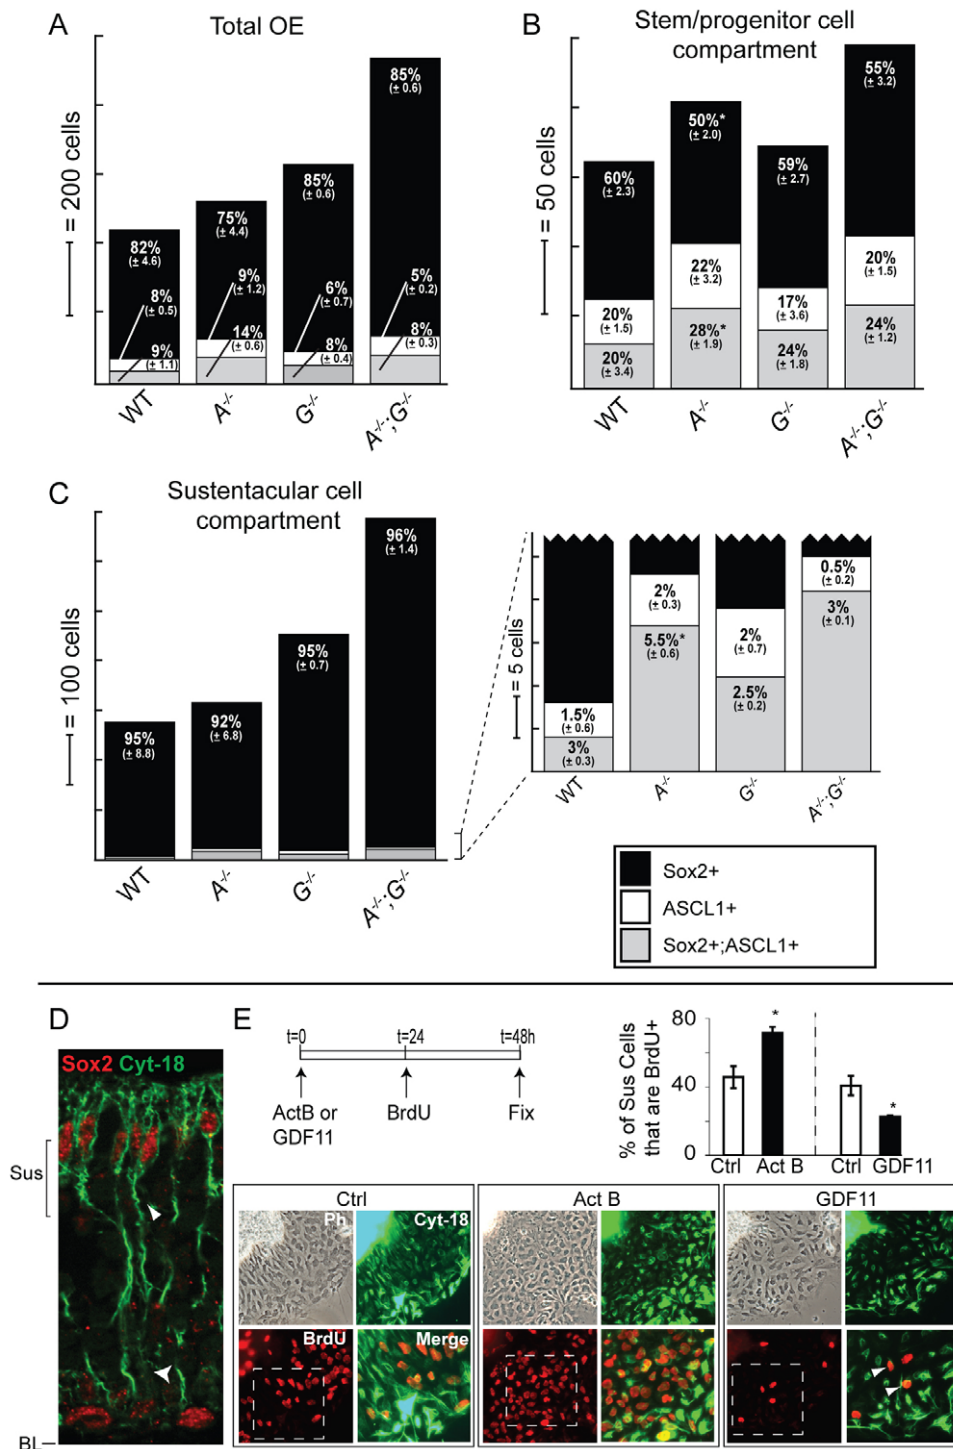 A
Total OE
= 200 cells
82%
(± 4.6)
8%
(± 0.5)
9%
(± 1.1)
75%
(± 4.4)
9%
(± 1.2)
14%
(± 0.6)
85%
(± 0.6)
6%
(± 0.7)
8%
(± 0.4)
85%
(± 0.6)
5%
(± 0.2)
8%
(± 0.3)
WT
A-/-
G-/-
A-/-;G-/-
B
Stem/progenitor cell
compartment
= 50 cells
60%
(± 2.3)
20%
(± 1.5)
20%
(± 3.4)
50%*
(± 2.0)
22%
(± 3.2)
28%*
(± 1.9)
59%
(± 2.7)
17%
(± 3.6)
24%
(± 1.8)
55%
(± 3.2)
20%
(± 1.5)
24%
(± 1.2)
WT
A-/-
G-/-
A-/-;G-/-
C
Sustentacular cell
compartment
= 100 cells
95%
(± 8.8)
92%
(± 6.8)
95%
(± 0.7)
96%
(± 1.4)
WT
A-/-
G-/-
A-/-;G-/-
= 5 cells
1.5%
(± 0.6)
3%
(± 0.3)
2%
(± 0.3)
5.5%*
(± 0.6)
2%
(± 0.7)
2.5%
(± 0.2)
0.5%
(± 0.2)
3%
(± 0.1)
WT
A-/-
G-/-
A-/-;G-/-
Sox2+
ASCL1+
Sox2+;ASCL1+
D
Sox2 Cyt-18
Sus
BL
E
t=0 t=24 t=48h
ActB or
GDF11
BrdU
Fix
% of Sus Cells
that are BrdU+
80
40
0
*
*
Ctrl Act B Ctrl GDF11
Ctrl
Ph
Cyt-18
BrdU
Merge
Act B
GDF11